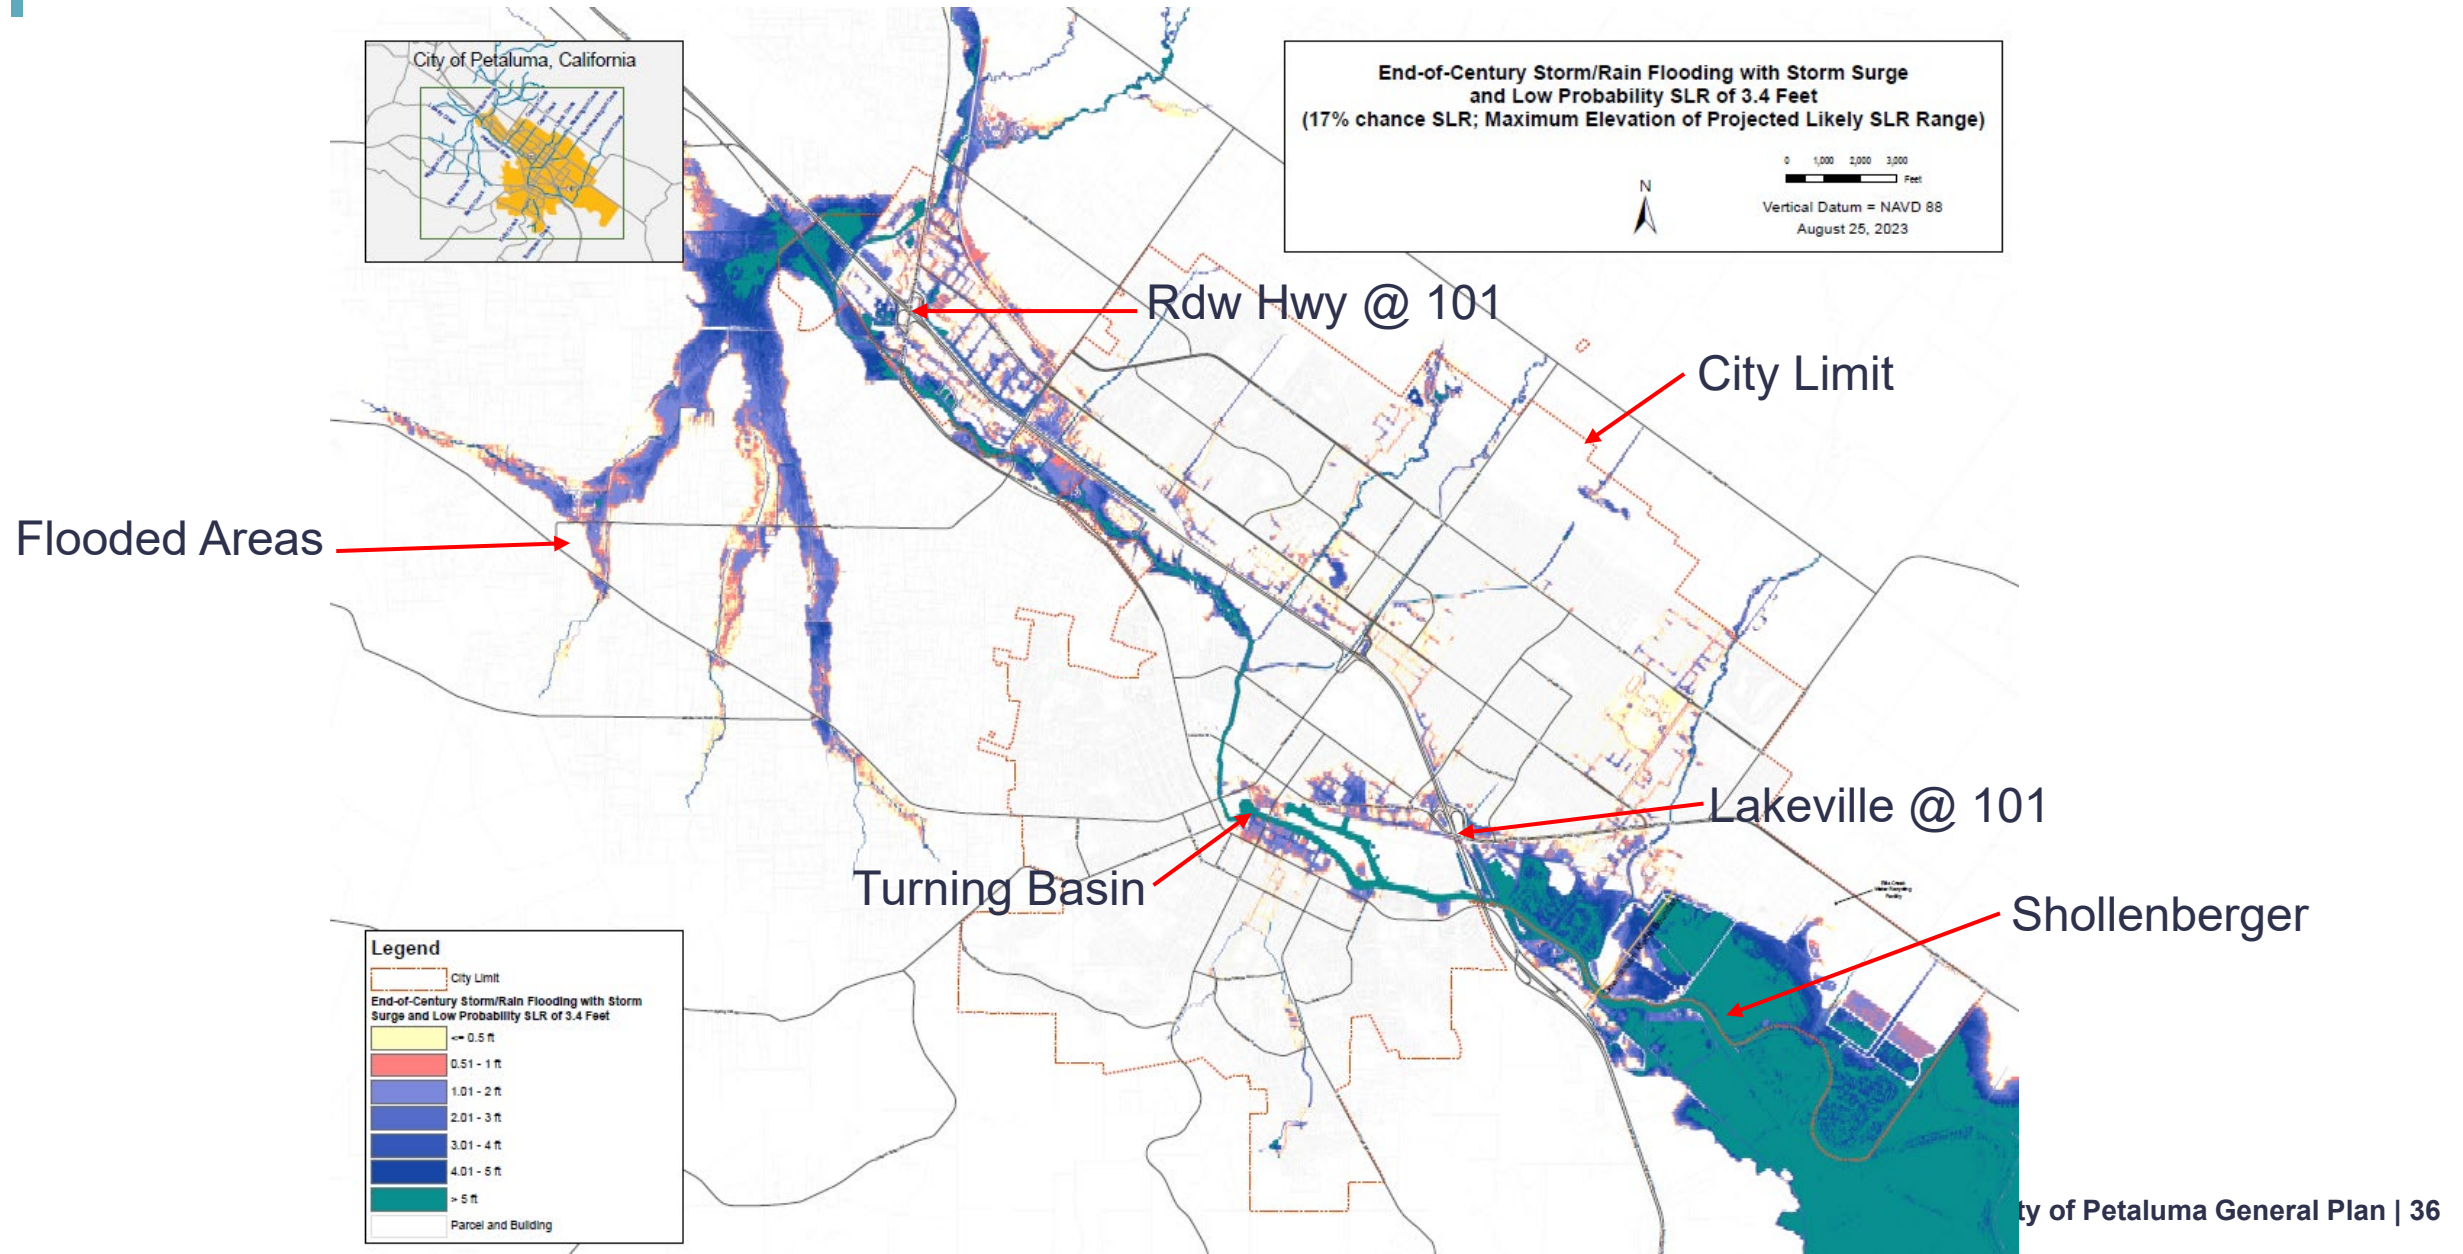 City of Petaluma, California
End-of-Century Storm/Rain Flooding with Storm Surge
and Low Probability SLR of 3.4 Feet
(17% chance SLR; Maximum Elevation of Projected Likely SLR Range)
0 1,000 2,000 3,000
Feet
N
Vertical Datum = NAVD 88
August 25, 2023
Rdw Hwy @ 101
City Limit
Flooded Areas
Lakeville @ 101
Turning Basin
Shollenberger
Legend
City Limit
End-of-Century Storm/Rain Flooding with Storm
Surge and Low Probability SLR of 3.4 Feet
<= 0.5 ft
0.51 - 1 ft
1.01 - 2 ft
2.01 - 3 ft
3.01 - 4 ft
4.01 - 5 ft
> 5 ft
Parcel and Building
ty of Petaluma General Plan | 36